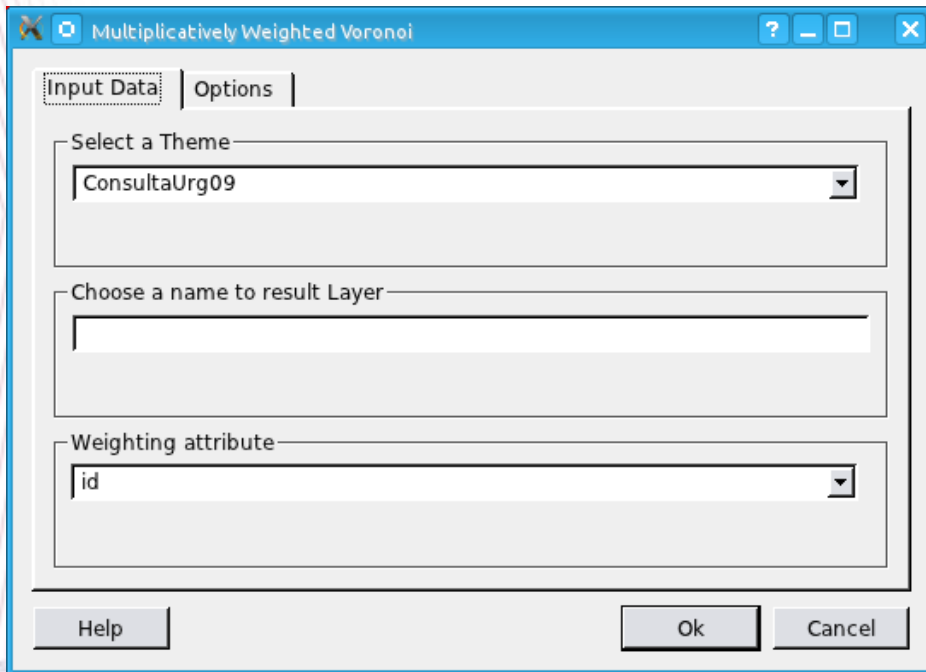 Multiplicatively Weighted Voronoi
Input Data Options
Select a Theme
ConsultaUrg09
Choose a name to result Layer
Weighting attribute
id
Help Ok Cancel